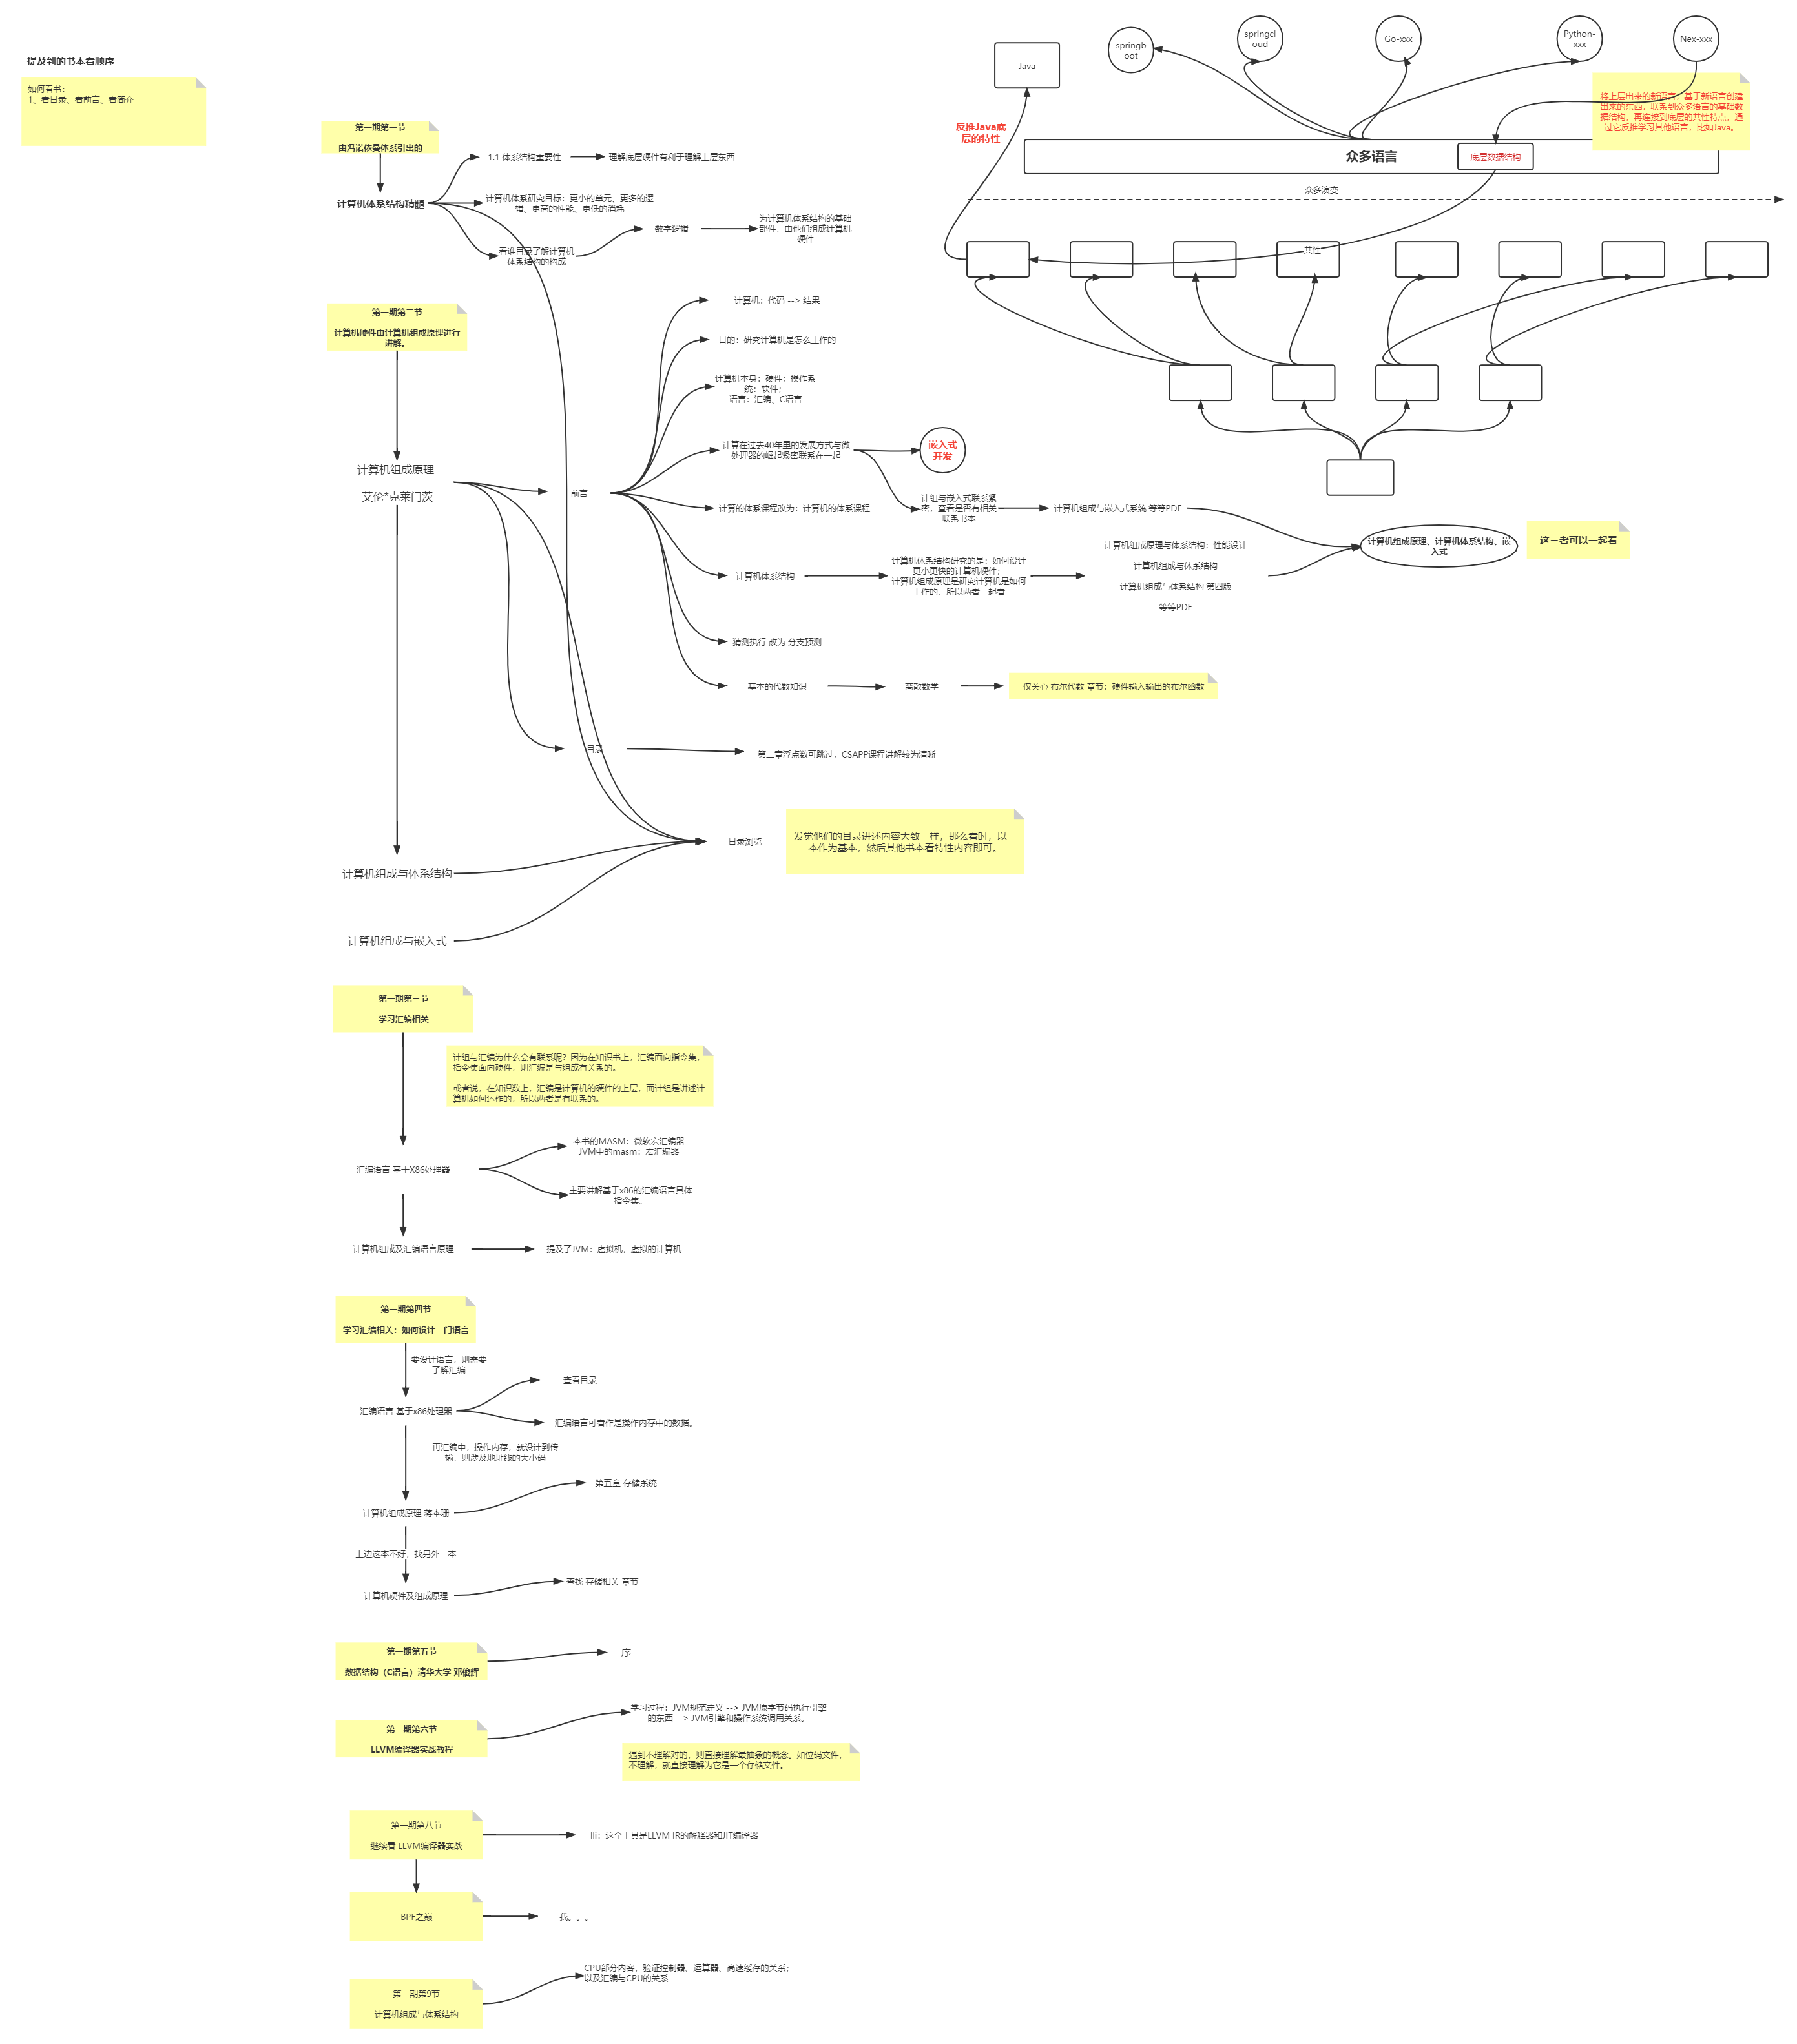 提及到的书本看顺序
如何看书：
1、看目录、看前言、看简介
Java
springb
oot
springcl
oud
Go-xxx
Python-
xxx
Nex-xxx
将上层出来的新语言，基于新语言创建
出来的东西，联系到众多语言的基础数
据结构，再连接到底层的共性特点，通
过它反推学习其他语言，比如Java。
反推Java底
层的特性
众多语言
底层数据结构
众多演变
共性
第一期第一节
由冯诺依曼体系引出的
计算机体系结构精髓
1.1 体系结构重要性
理解底层硬件有利于理解上层东西
计算机体系研究目标：更小的单元、更多的逻
辑、更高的性能、更低的消耗
看谁目录了解计算机
体系结构的构成
数字逻辑
为计算机体系结构的基础
部件，由他们组成计算机
硬件
第一期第二节
计算机硬件由计算机组成原理进行
讲解。
计算机组成原理
艾伦*克莱门茨
前言
计算机：代码 --> 结果
目的：研究计算机是怎么工作的
计算机本身：硬件；操作系
统：软件；
语言：汇编、C语言
计算在过去40年里的发展方式与微
处理器的崛起紧密联系在一起
嵌入式
开发
计算的体系课程改为：计算机的体系课程
计组与嵌入式联系紧
密，查看是否有相关
联系书本
计算机组成与嵌入式系统 等等PDF
计算机体系结构
计算机体系结构研究的是：如何设计
更小更快的计算机硬件；
计算机组成原理是研究计算机是如何
工作的，所以两者一起看
计算机组成原理与体系结构：性能设计
计算机组成与体系结构
计算机组成与体系结构 第四版
等等PDF
计算机组成原理、计算机体系结构、嵌
入式
这三者可以一起看
猜测执行 改为 分支预测
基本的代数知识
离散数学
仅关心 布尔代数 章节：硬件输入输出的布尔函数
目录
第二章浮点数可跳过，CSAPP课程讲解较为清晰
目录浏览
发觉他们的目录讲述内容大致一样，那么看时，以一
本作为基本，然后其他书本看特性内容即可。
计算机组成与体系结构
计算机组成与嵌入式
第一期第三节
学习汇编相关
计组与汇编为什么会有联系呢？因为在知识书上，汇编面向指令集，
指令集面向硬件，则汇编是与组成有关系的。
或者说，在知识数上，汇编是计算机的硬件的上层，而计组是讲述计
算机如何运作的，所以两者是有联系的。
汇编语言 基于X86处理器
本书的MASM：微软宏汇编器
JVM中的masm：宏汇编器
主要讲解基于x86的汇编语言具体
指令集。
计算机组成及汇编语言原理
提及了JVM：虚拟机，虚拟的计算机
第一期第四节
学习汇编相关：如何设计一门语言
要设计语言，则需要
了解汇编
汇编语言 基于x86处理器
查看目录
汇编语言可看作是操作内存中的数据。
再汇编中，操作内存，就设计到传
输，则涉及地址线的大小码
计算机组成原理 蒋本珊
第五章 存储系统
上边这本不好，找另外一本
计算机硬件及组成原理
查找 存储相关 章节
第一期第五节
数据结构（C语言）清华大学 邓俊辉
序
第一期第六节
LLVM编译器实战教程
学习过程：JVM规范定义 --> JVM原字节码执行引擎
的东西 --> JVM引擎和操作系统调用关系。
遇到不理解对的，则直接理解最抽象的概念。如位码文件，
不理解，就直接理解为它是一个存储文件。
第一期第八节
继续看 LLVM编译器实战
lli：这个工具是LLVM IR的解释器和JIT编译器
BPF之巅
我。。。
第一期第9节
计算机组成与体系结构
CPU部分内容，验证控制器、运算器、高速缓存的关系；
以及汇编与CPU的关系